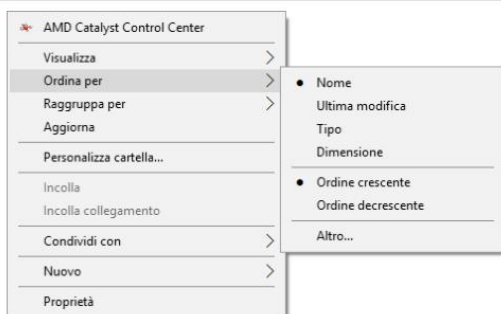 AMD Catalyst Control Center
Visualizza
Ordina per
Raggruppa per
Aggiorna
Personalizza cartella...
Incolla
Incolla collegamento
Condividi con
Nuovo
Proprietà
Nome
Ultima modifica
Tipo
Dimensione
Ordine crescente
Ordine decrescente
Altro...